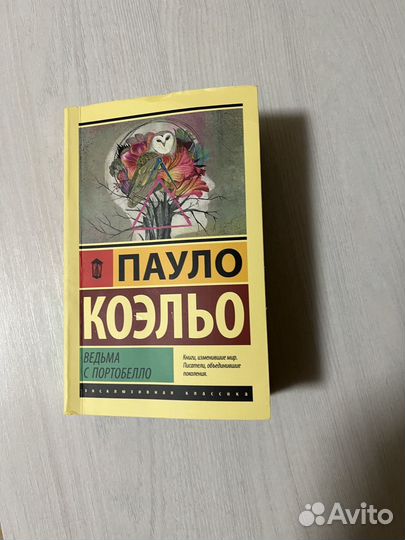 ПАУЛО
КОЭЛЬО
ВЕДЬМА
С ПОРТОБЕЛЛО
Книги, изменившие мир.
Писатели, объединившие
поколения.
ЭКСКЛЮЗИВНАЯ КЛАССИКА
Avito